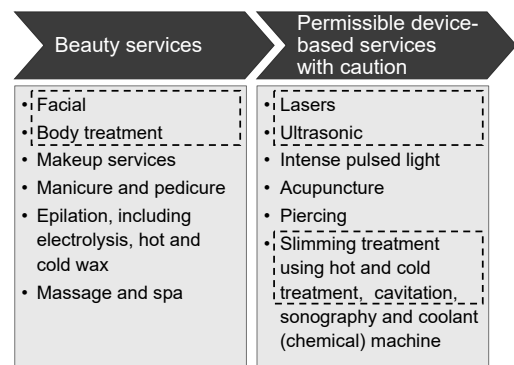 Beauty services
Permissible device-
based services
with caution
• Facial
• Body treatment
• Makeup services
• Manicure and pedicure
• Epilation, including
electrolysis, hot and
cold wax
• Massage and spa
• Lasers
• Ultrasonic
• Intense pulsed light
• Acupuncture
• Piercing
• Slimming treatment
using hot and cold
treatment, cavitation,
sonography and coolant
(chemical) machine